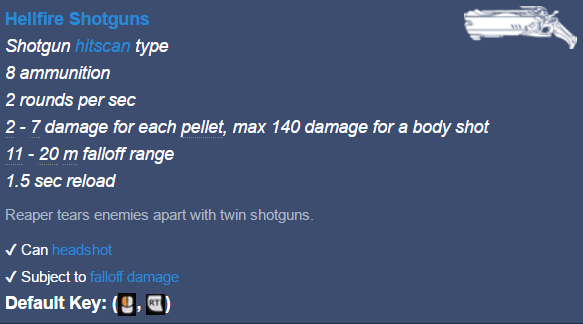 Hellfire Shotguns
Shotgun hitscan type
8 ammunition
2 rounds per sec
2 - 7 damage for each pellet, max 140 damage for a body shot
11 - 20 m falloff range
1.5 sec reload
Reaper tears enemies apart with twin shotguns.
✓ Can headshot
✓ Subject to falloff damage
Default Key: (, RT)